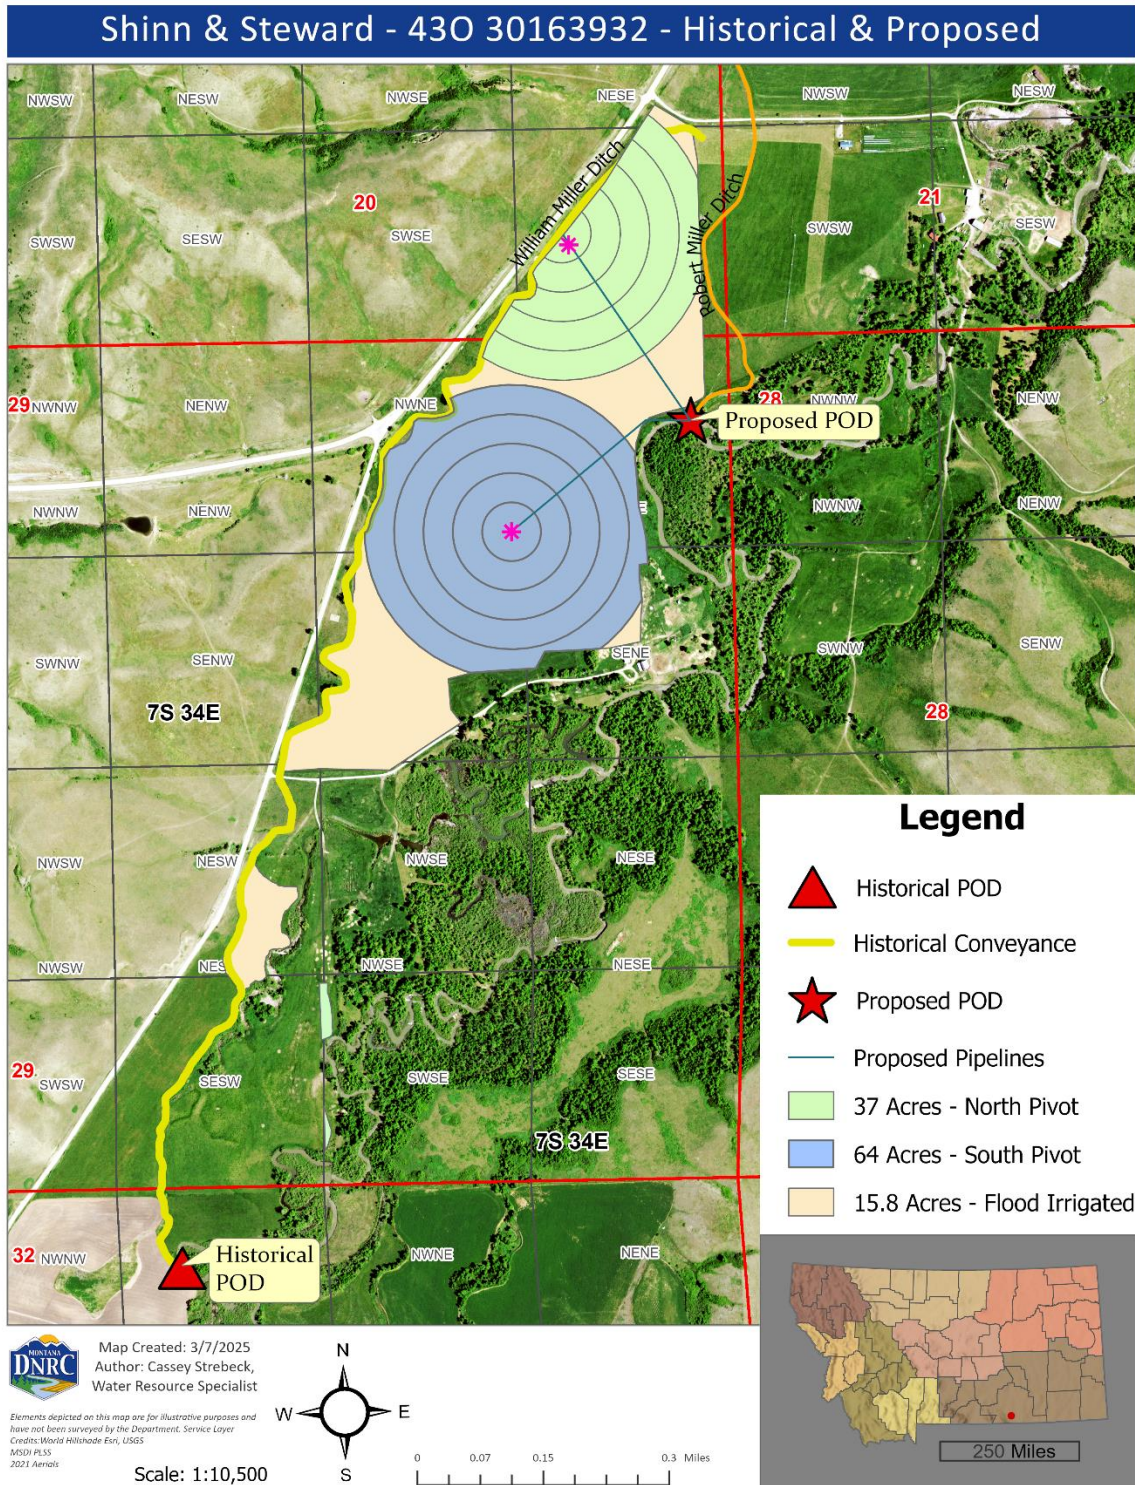 Shinn & Steward - 43O 30163932 - Historical & Proposed
NWSW
NESW
NWSE
NESE
NWSW
NESW
William Miller Ditch
20
21
Robert Miller Ditch
SWSW
SESW
SWSE
SWSW
SESW
29
NWNW
NENW
NWNE
28
NWNW
NENW
Proposed POD
NWNW
NENW
E
NWNW
NENW
SWNW
SENW
SENE
SWNW
SENW
7S 34E
28
NWSW
NESW
NWSE
NESE
NWSW
NES
NWSE
NESE
29
SWSW
SESW
SWSE
SESE
7S 34E
32
NWNW
Historical
POD
NWNE
NENE
Legend
Historical POD
Historical Conveyance
Proposed POD
Proposed Pipelines
37 Acres - North Pivot
64 Acres - South Pivot
15.8 Acres - Flood Irrigated
MONTANA
DNRC
Map Created: 3/7/2025
Author: Cassey Strebeck,
Water Resource Specialist
Elements depicted on this map are for illustrative purposes and
have not been surveyed by the Department. Service Layer
Credits:World Hillshade Esri, USGS
MSDI PLSS
2021 Aerials
Scale: 1:10,500
N
W
E
S
0 0.07 0.15 0.3 Miles
250 Miles